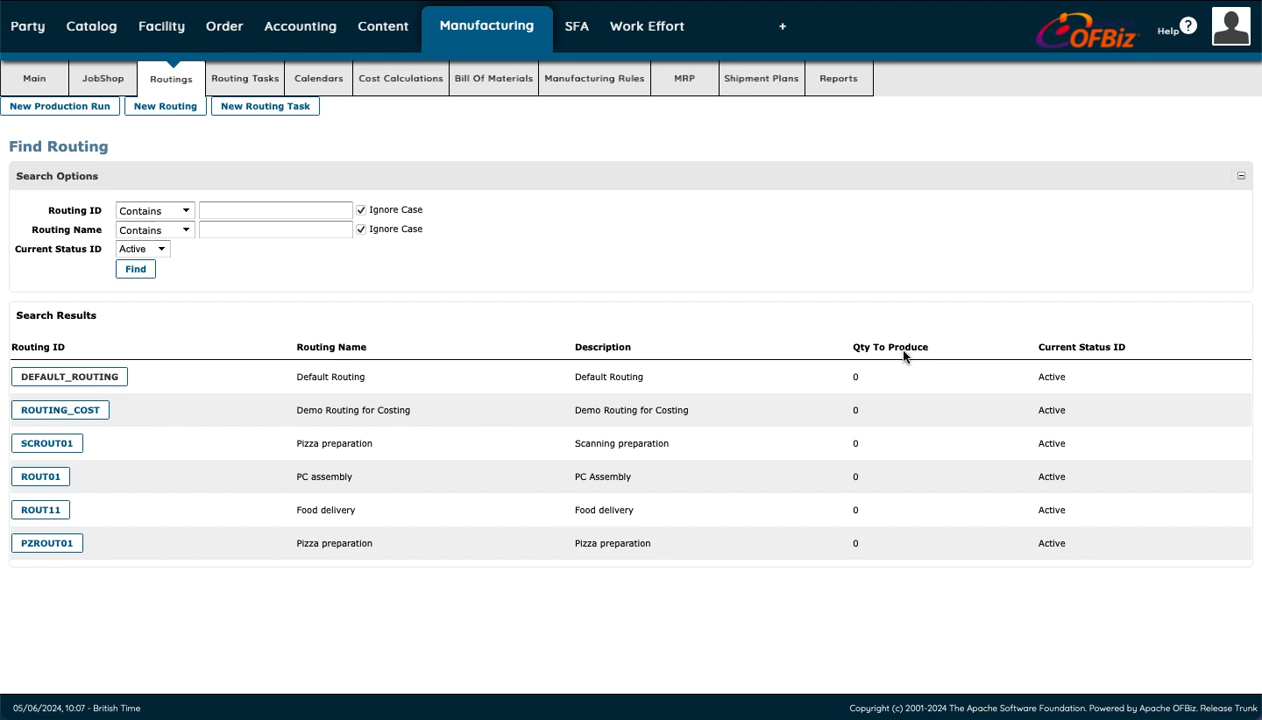 Party Catalog Facility Order Accounting Content Manufacturing SFA Work Effort + OFBiz Help ?
Main JobShop Routings Routing Tasks Calendars Cost Calculations Bill Of Materials Manufacturing Rules MRP Shipment Plans Reports
New Production Run New Routing New Routing Task
Find Routing
Search Options
Routing ID Contains Ignore Case
Routing Name Contains Ignore Case
Current Status ID Active
Find
Search Results
Routing ID Routing Name Description Qty To Produce Current Status ID
DEFAULT_ROUTING Default Routing Default Routing 0 Active
ROUTING_COST Demo Routing for Costing Demo Routing for Costing 0 Active
SCROUT01 Pizza preparation Scanning preparation 0 Active
ROUT01 PC assembly PC Assembly 0 Active
ROUT11 Food delivery Food delivery 0 Active
PZROUT01 Pizza preparation Pizza preparation 0 Active
05/06/2024, 10:07 - British Time Copyright (c) 2001-2024 The Apache Software Foundation. Powered by Apache OFBiz. Release Trunk